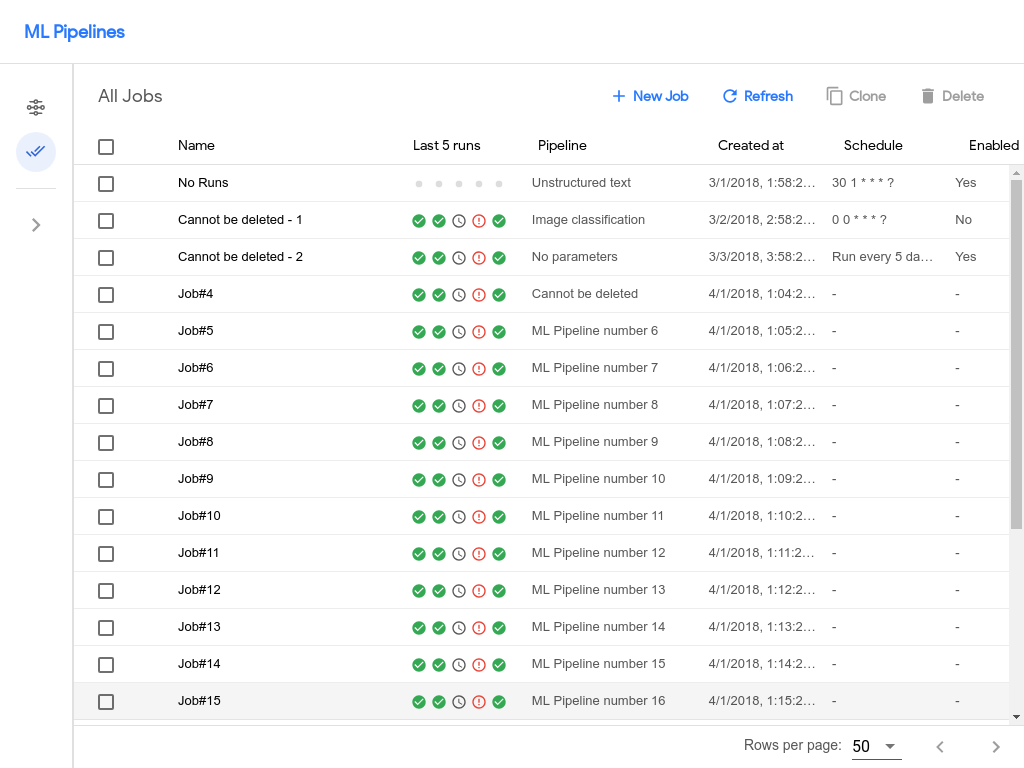 ML Pipelines
All Jobs
New Job
Refresh
Clone
Delete
Name Last 5 runs Pipeline Created at Schedule Enabled
No Runs Unstructured text 3/1/2018, 1:58:2… 30 1 * * * ? Yes
Cannot be deleted - 1 Image classification 3/2/2018, 2:58:2… 0 0 * * * ? No
Cannot be deleted - 2 No parameters 3/3/2018, 3:58:2… Run every 5 da… Yes
Job#4 Cannot be deleted 4/1/2018, 1:04:2… - -
Job#5 ML Pipeline number 6 4/1/2018, 1:05:2… - -
Job#6 ML Pipeline number 7 4/1/2018, 1:06:2… - -
Job#7 ML Pipeline number 8 4/1/2018, 1:07:2… - -
Job#8 ML Pipeline number 9 4/1/2018, 1:08:2… - -
Job#9 ML Pipeline number 10 4/1/2018, 1:09:2… - -
Job#10 ML Pipeline number 11 4/1/2018, 1:10:2… - -
Job#11 ML Pipeline number 12 4/1/2018, 1:11:2… - -
Job#12 ML Pipeline number 13 4/1/2018, 1:12:2… - -
Job#13 ML Pipeline number 14 4/1/2018, 1:13:2… - -
Job#14 ML Pipeline number 15 4/1/2018, 1:14:2… - -
Job#15 ML Pipeline number 16 4/1/2018, 1:15:2… - -
Rows per page: 50